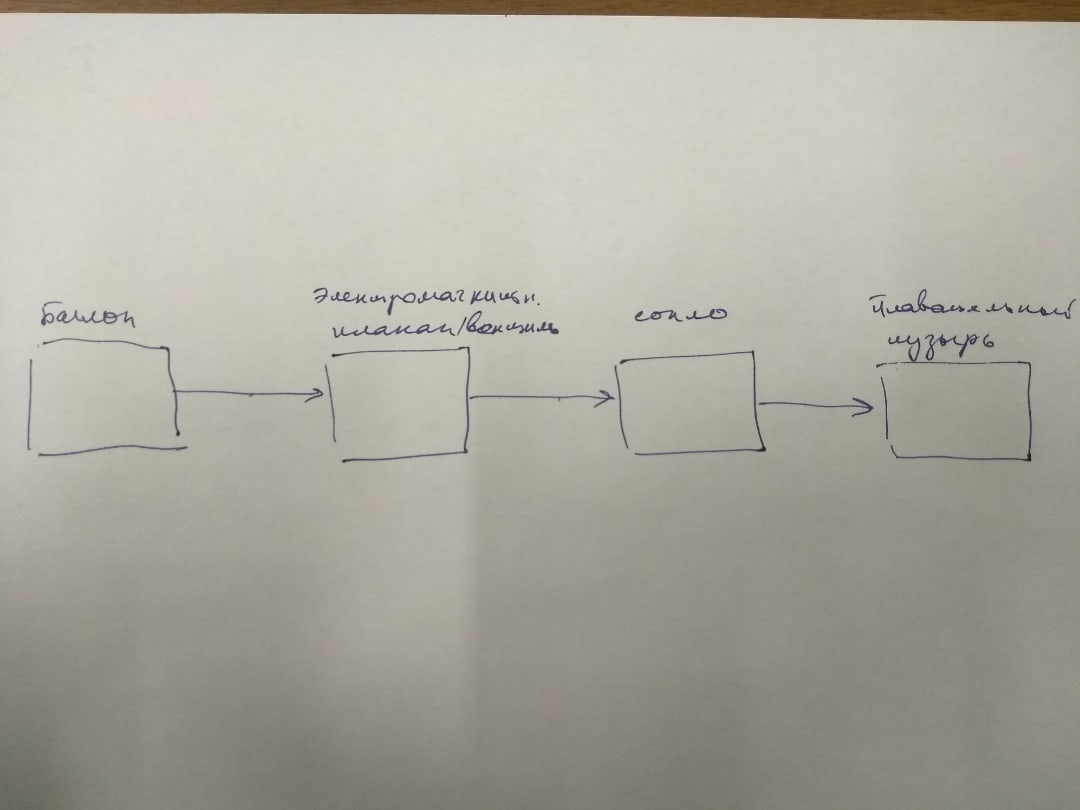 Баллон
Электромагнитн.
клапан/вентиль
сопло
Плавательный
пузырь